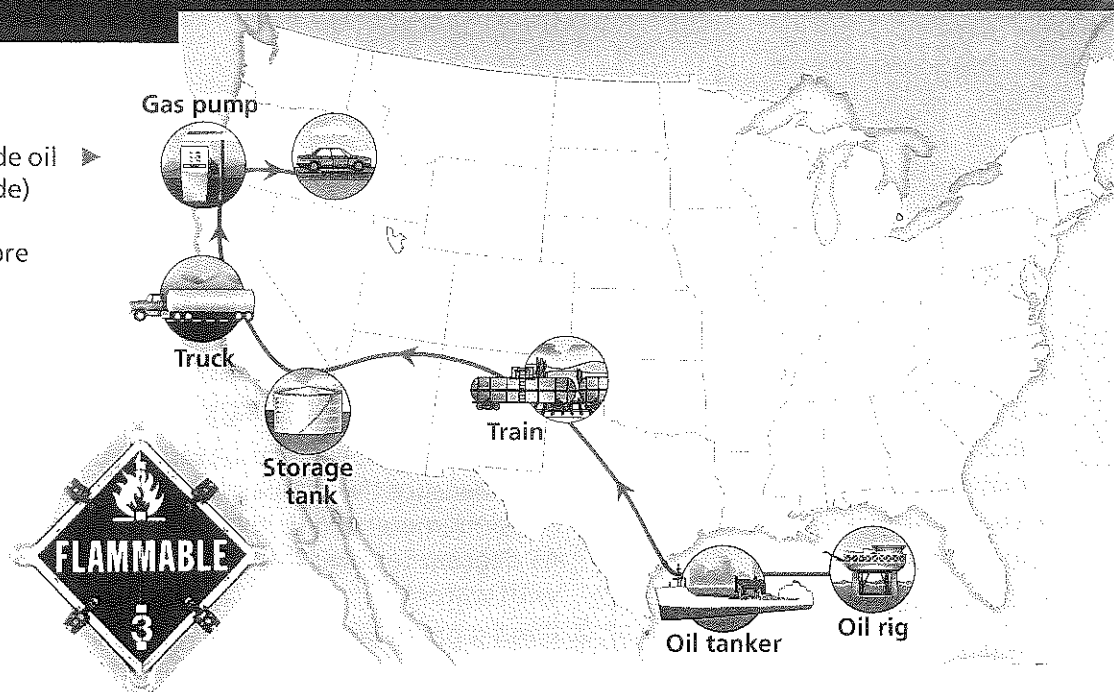 Gas pump
de oil ▶
de)
ore
Truck
Train
Storage
tank
FLAMMABLE
3
Oil tanker
Oil rig